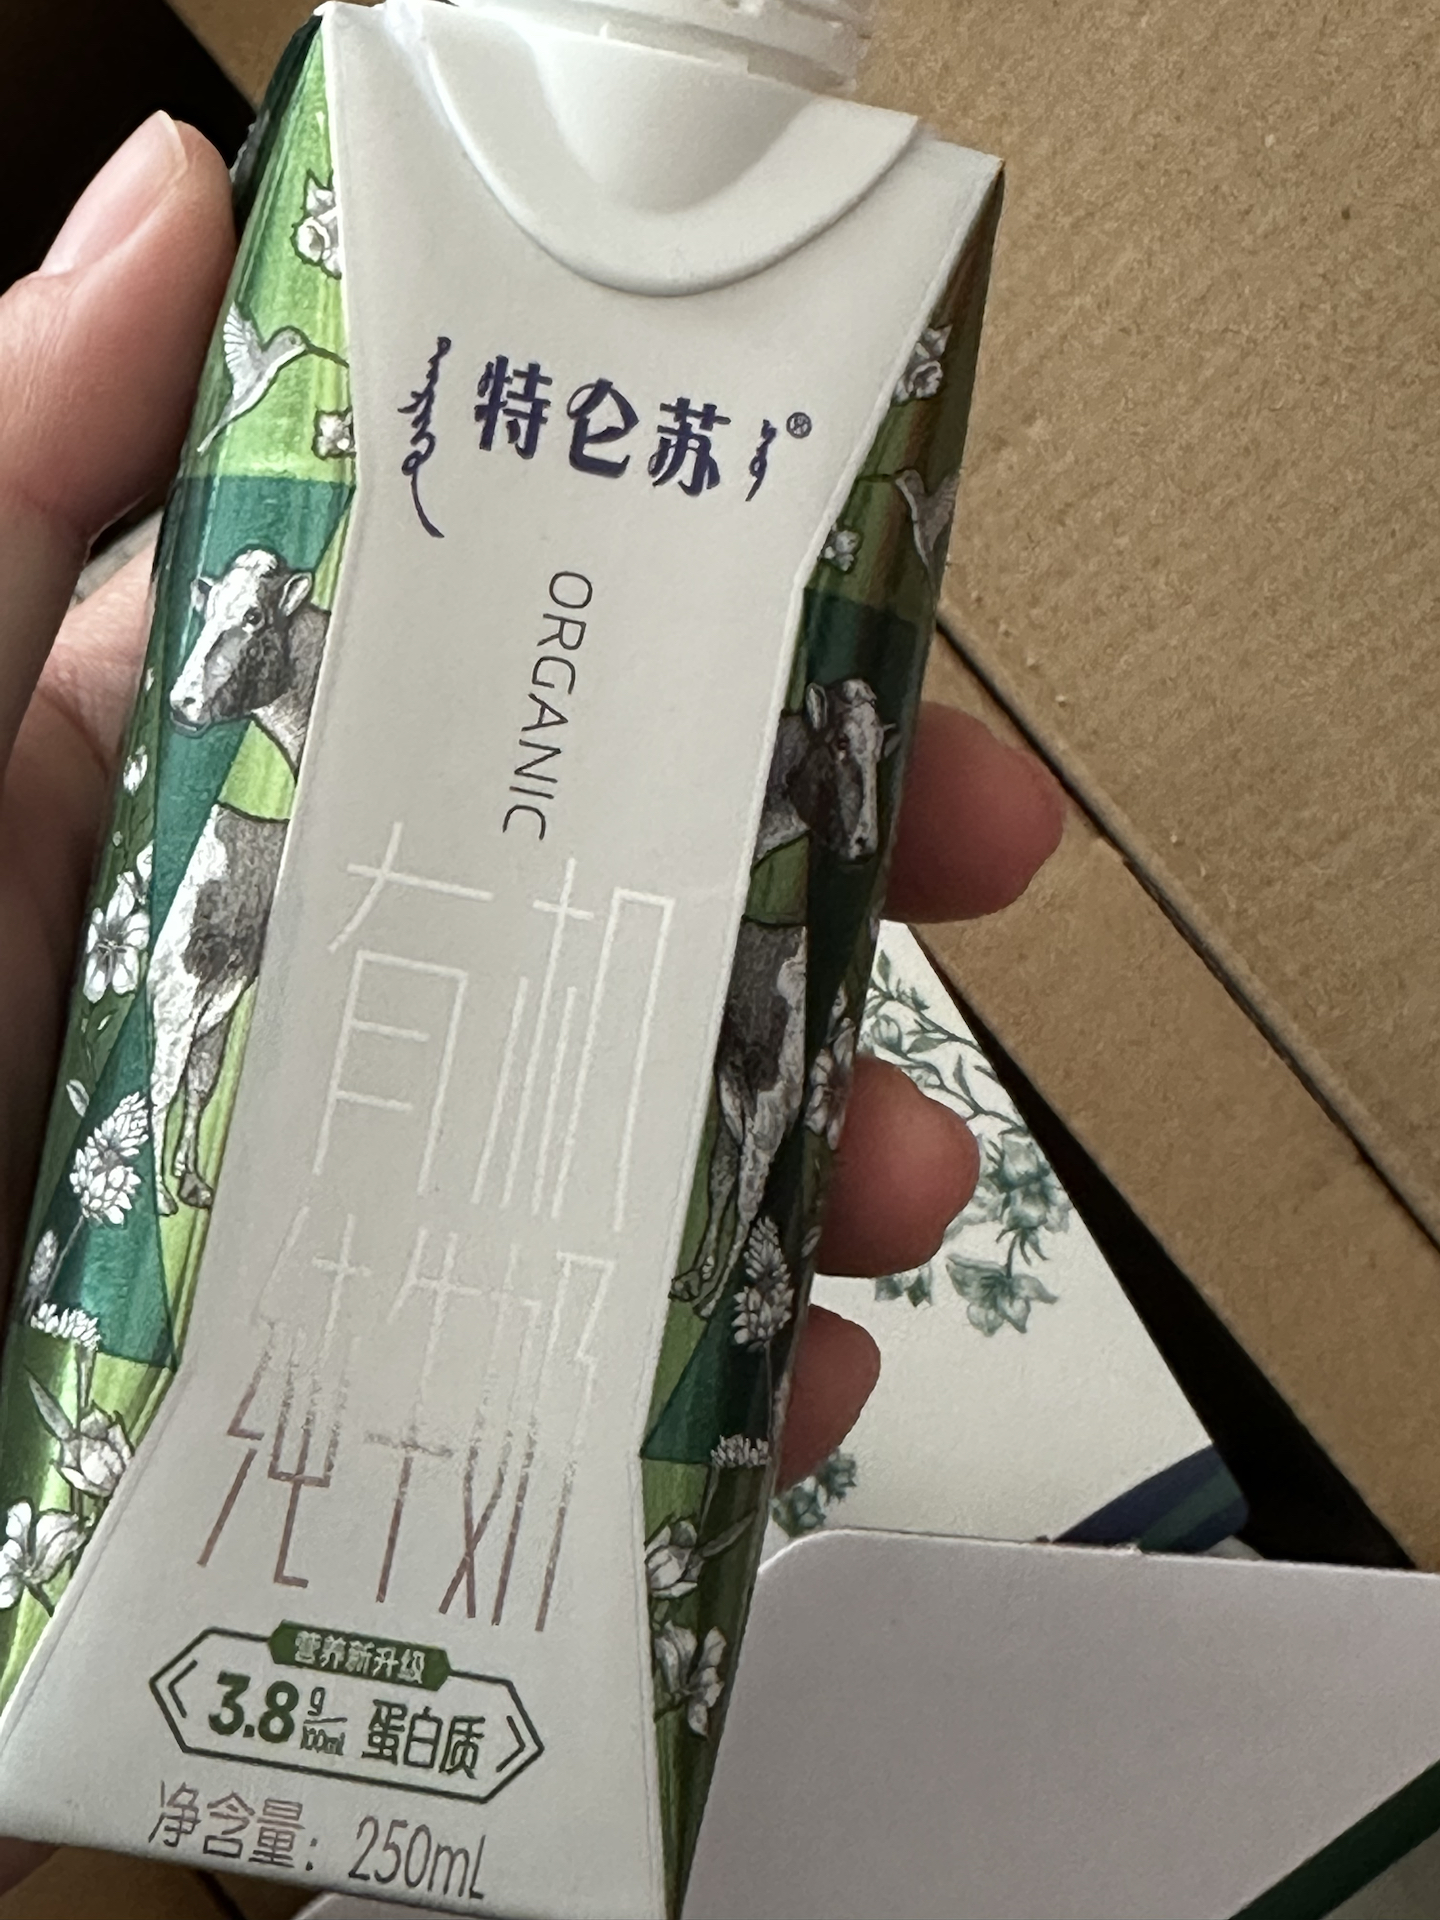 特仑苏®
ORGANIC
有机
纯牛奶
营养新升级
3.8g/100ml 蛋白质
净含量：250mL